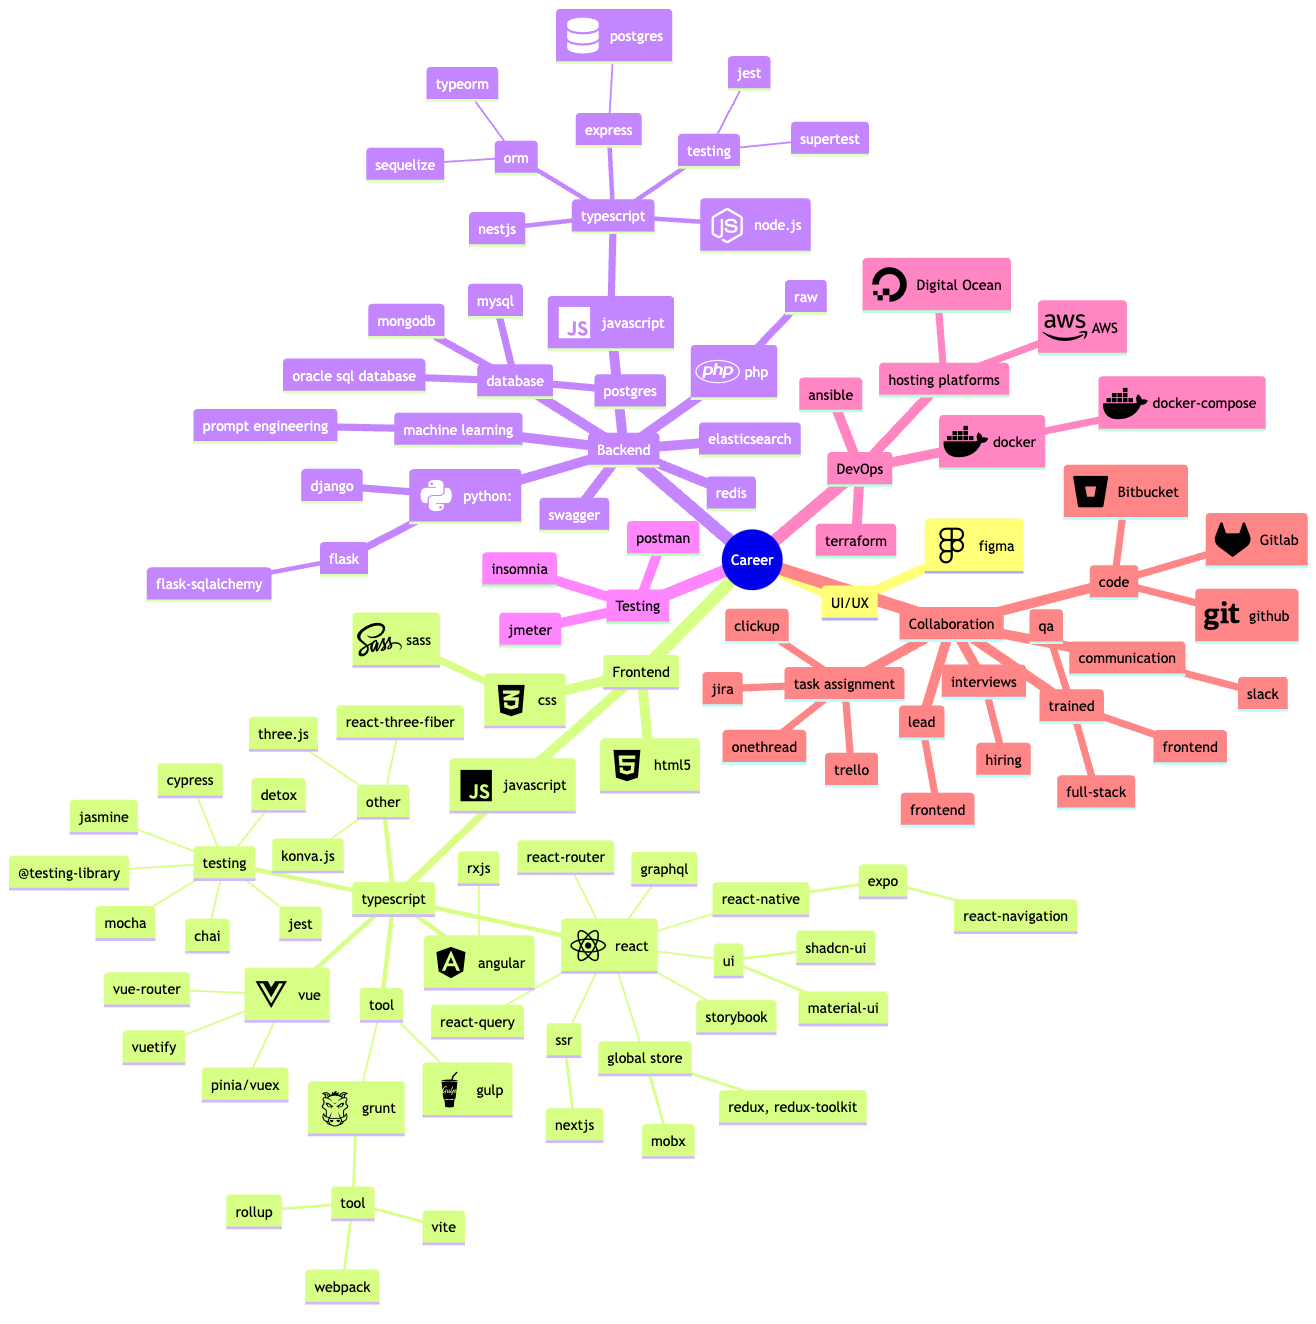 postgres
typeorm
jest
express
supertest
sequelize
orm
testing
typescript
nestjs
JS
node.js
Digital Ocean
mysql
raw
mongodb
JS
javascript
aws
AWS
oracle sql database
database
postgres
php
php
hosting platforms
ansible
docker-compose
prompt engineering
machine learning
Backend
elasticsearch
docker
DevOps
django
python:
redis
Bitbucket
swagger
postman
terraform
figma
Gitlab
flask
insomnia
Career
flask-sqlalchemy
code
Testing
UI/UX
git
github
jmeter
clickup
Collaboration
qa
Sass
sass
communication
Frontend
3
css
task assignment
interviews
jira
slack
trained
react-three-fiber
lead
three.js
onethread
frontend
hiring
5
html5
trello
cypress
JS
javascript
full-stack
detox
other
frontend
jasmine
konva.js
testing
react-router
@testing-library
rxjs
graphql
expo
typescript
react-native
react-navigation
mocha
jest
chai
react
shadcn-ui
ui
A
angular
vue-router
vue
tool
material-ui
react-query
storybook
vuetify
ssr
global store
pinia/vuex
Gulp
gulp
grunt
redux, redux-toolkit
nextjs
mobx
tool
rollup
vite
webpack